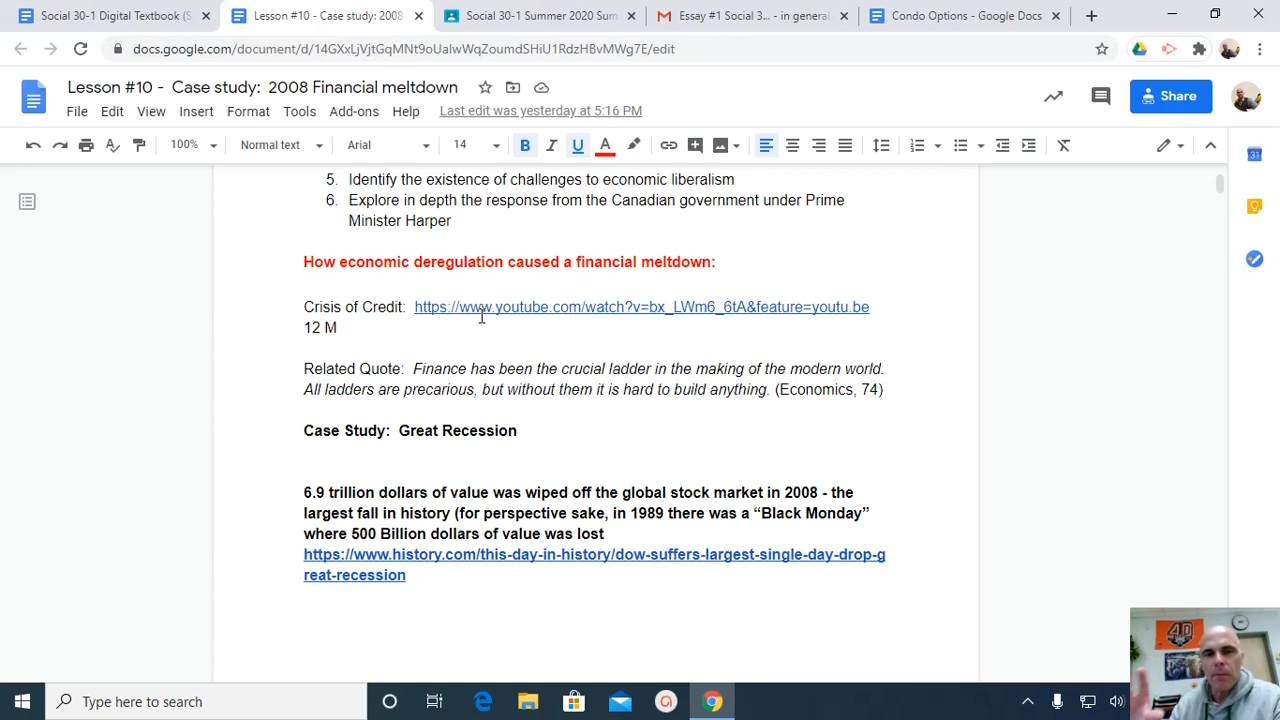 Social 30-1 Digital Textbook
Lesson #10 - Case study: 2008
Social 30-1 Summer 2020 Sum
Essay #1 Social 3... - in general
Condo Options - Google Docs
docs.google.com/document/d/14GXxLjVjtGqMNt9oUalwWqZoumdSHiU1RdzHBvMWg7E/edit
Lesson #10 - Case study: 2008 Financial meltdown
Share
File Edit View Insert Format Tools Add-ons Help Last edit was yesterday at 5:16 PM
100% Normal text Arial 14 B I U A
31
5. Identify the existence of challenges to economic liberalism
6. Explore in depth the response from the Canadian government under Prime
Minister Harper
How economic deregulation caused a financial meltdown:
Crisis of Credit: https://www.youtube.com/watch?v=bx_LWm6_6tA&feature=youtu.be
12 M
Related Quote: Finance has been the crucial ladder in the making of the modern world.
All ladders are precarious, but without them it is hard to build anything. (Economics, 74)
Case Study: Great Recession
6.9 trillion dollars of value was wiped off the global stock market in 2008 - the
largest fall in history (for perspective sake, in 1989 there was a “Black Monday”
where 500 Billion dollars of value was lost
https://www.history.com/this-day-in-history/dow-suffers-largest-single-day-drop-g
reat-recession
Type here to search